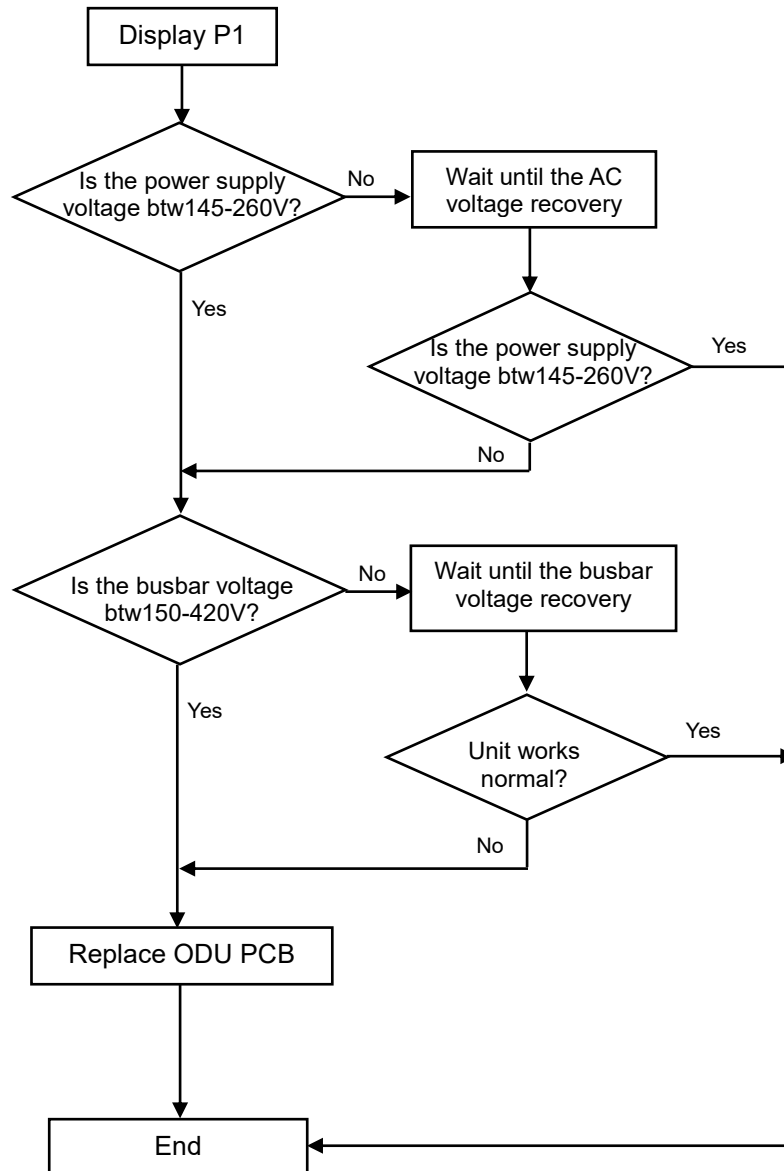 Display P1
Is the power supply
voltage btw145-260V?
No
Wait until the AC
voltage recovery
Yes
Is the power supply
voltage btw145-260V?
Yes
No
Is the busbar voltage
btw150-420V?
No
Wait until the busbar
voltage recovery
Yes
Unit works
normal?
Yes
No
Replace ODU PCB
End